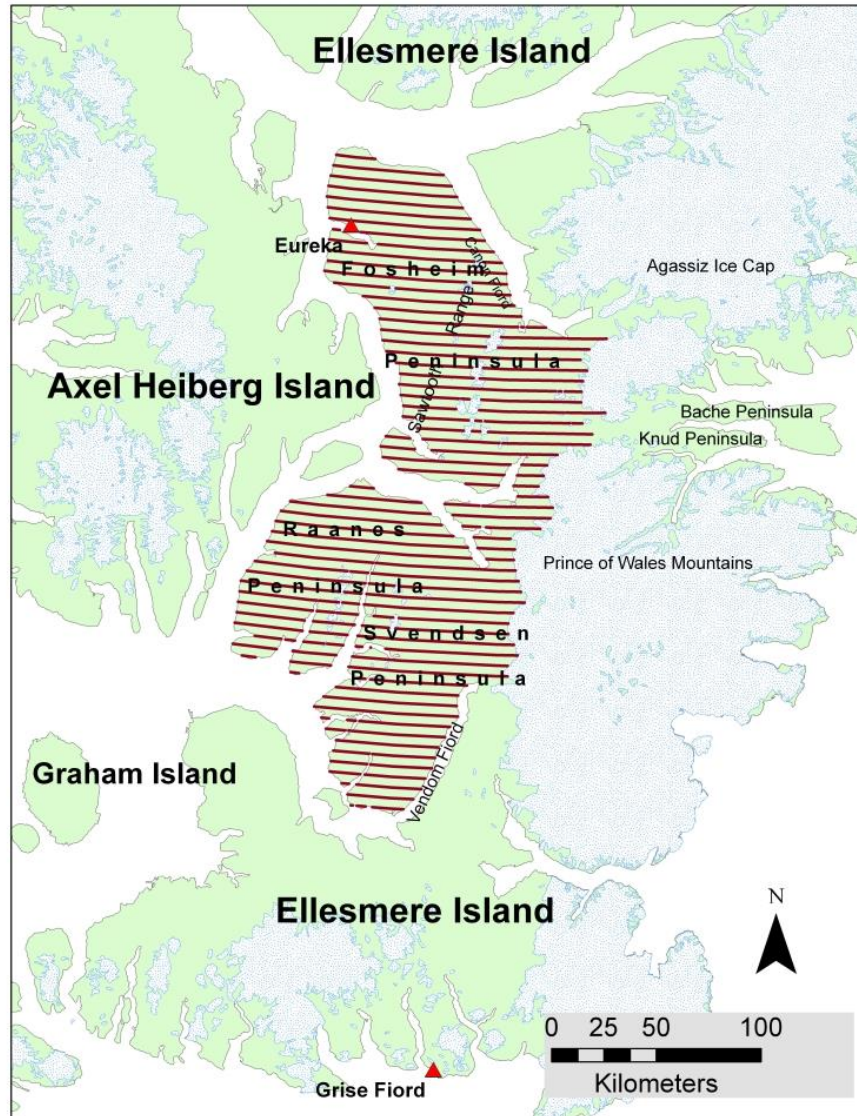 Ellesmere Island
Eureka
Fosheim
Canon Fiord
Agassiz Ice Cap
Sawtooth Range
Peninsula
Axel Heiberg Island
Bache Peninsula
Knud Peninsula
Raanes
Prince of Wales Mountains
Peninsula
Svendsen
Peninsula
Vendom Fiord
Graham Island
Ellesmere Island
N
0 25 50 100
Kilometers
Grise Fiord